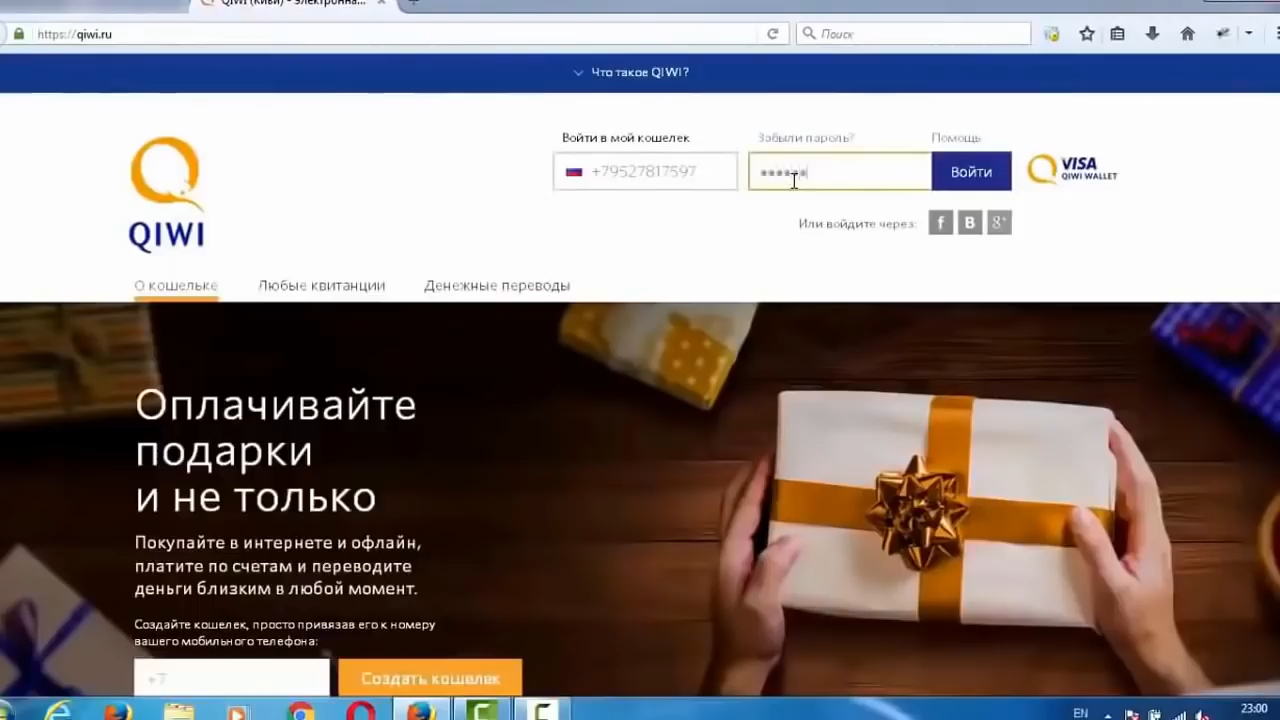 QIWI (Киви) - Электронна...
https://qiwi.ru
Поиск
Что такое QIWI?
Войти в мой кошелек
Забыли пароль?
Помощь
+79527817597
Войти
VISA
QIWI WALLET
QIWI
Или войдите через:
f
B
g+
О кошельке
Любые квитанции
Денежные переводы
Оплачивайте
подарки
и не только
Покупайте в интернете и офлайн,
платите по счетам и переводите
деньги близким в любой момент.
Создайте кошелек, просто привязав его к номеру
вашего мобильного телефона:
+7
Создать кошелек
EN
23:00